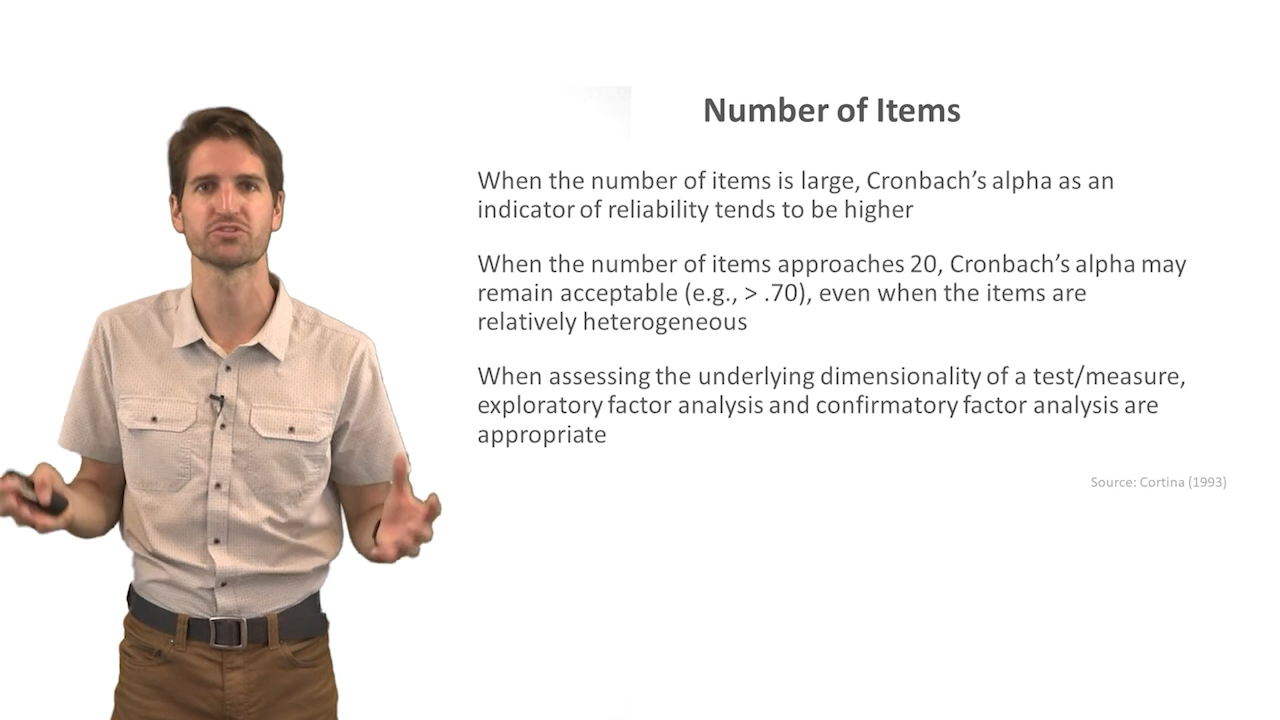 Number of Items
When the number of items is large, Cronbach’s alpha as an
indicator of reliability tends to be higher
When the number of items approaches 20, Cronbach’s alpha may
remain acceptable (e.g., > .70), even when the items are
relatively heterogeneous
When assessing the underlying dimensionality of a test/measure,
exploratory factor analysis and confirmatory factor analysis are
appropriate
Source: Cortina (1993)